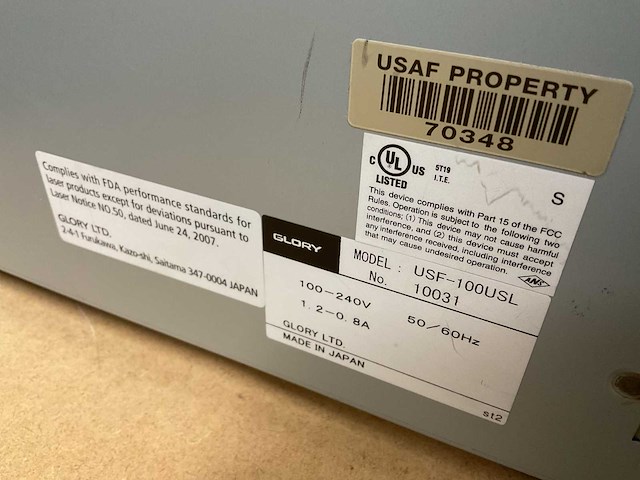 USAF PROPERTY
70348
C UL US
LISTED
5T19
I.T.E.
S
This device complies with Part 15 of the FCC
Rules. Operation is subject to the following two
conditions; (1) This device may not cause harmful
interference, and (2) this device must accept
any interference received, including interference
that may cause undesired operation.
Complies with FDA performance standards for
laser products except for deviations pursuant to
Laser Notice NO.50, dated June 24, 2007.
GLORY LTD.
2-4-1 Furukawa, Kazo-shi, Saitama 347-0004 JAPAN
GLORY
MODEL : USF-100USL
No. 10031
100-240V 50/60Hz
1.2-0.8A
GLORY LTD.
MADE IN JAPAN
st2